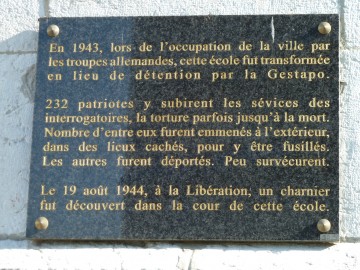 En 1943, lors de l'occupation de la ville par
les troupes allemandes, cette école fut transformée
en lieu de détention par la Gestapo.
232 patriotes y subirent les sévices des
interrogatoires, la torture parfois jusqu'à la mort.
Nombre d'entre eux furent emmenés à l'extérieur,
dans des lieux cachés, pour y être fusillés.
Les autres furent déportés. Peu survécurent.
Le 19 août 1944, à la Libération, un charnier
fut découvert dans la cour de cette école.